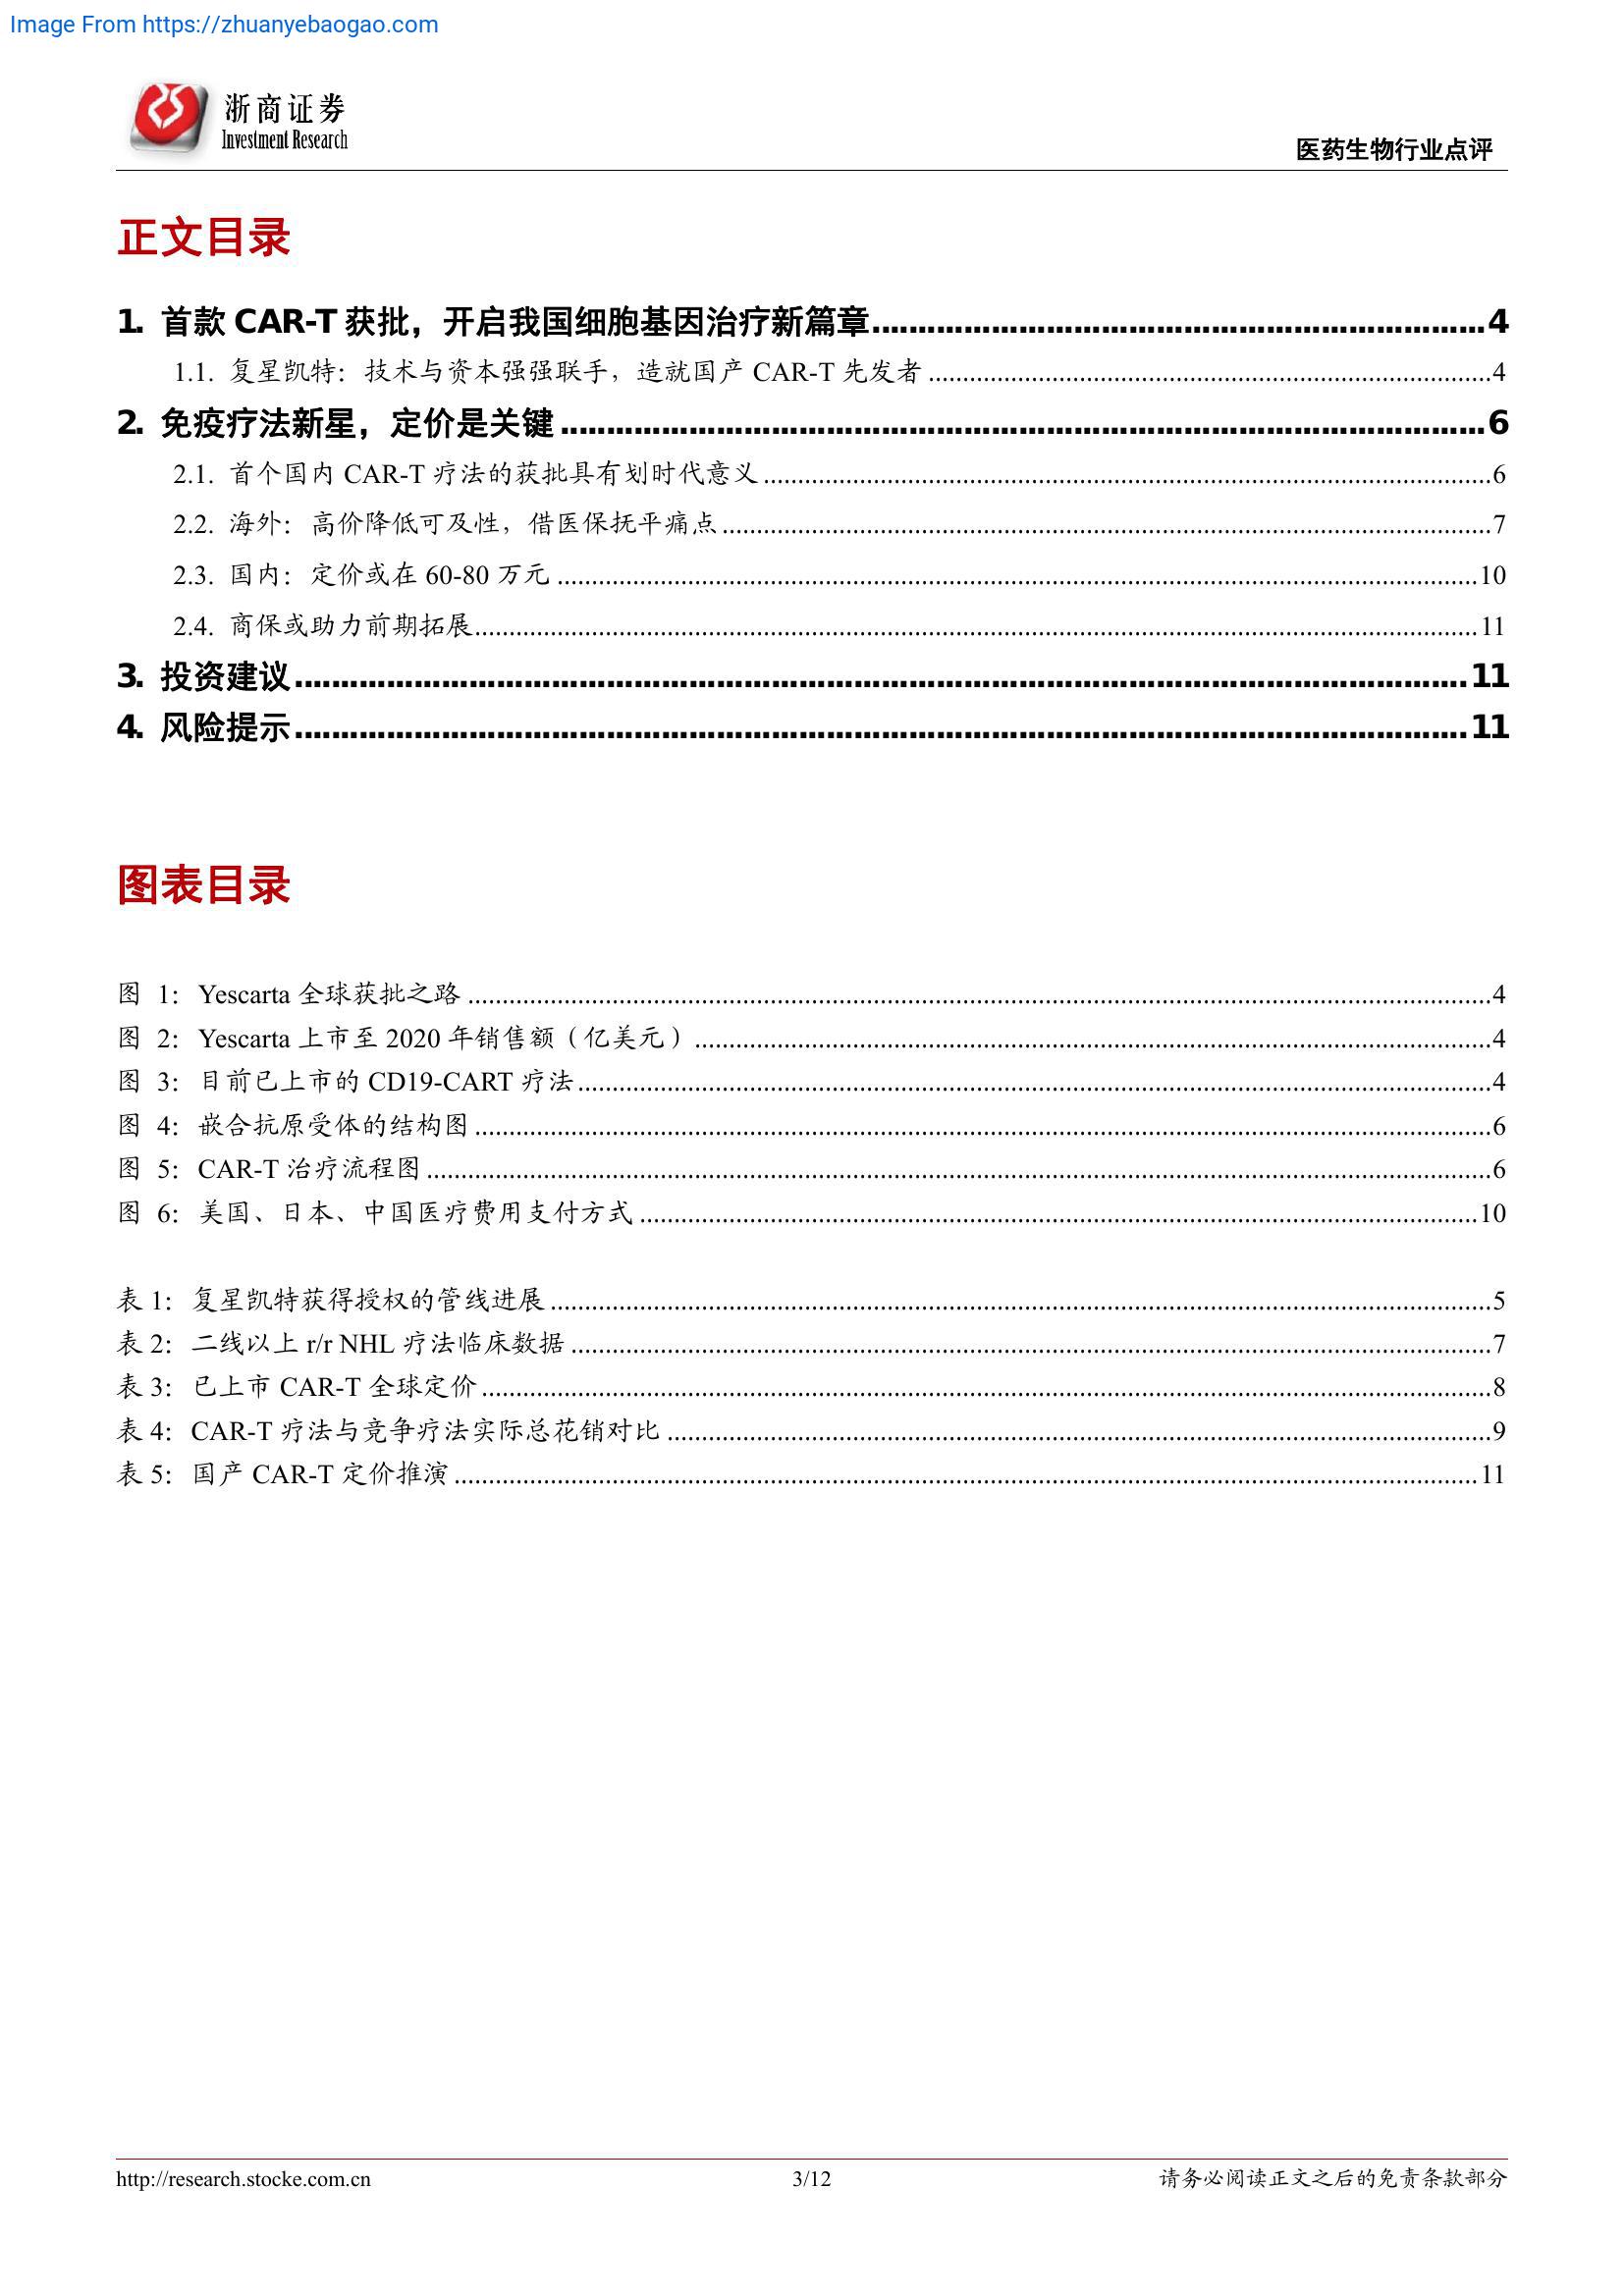 Image From https://zhuanyebaogao.com
浙商证券
Investment Research
医药生物行业点评
正文目录
1. 首款 CAR-T 获批，开启我国细胞基因治疗新篇章 4
1.1. 复星凯特：技术与资本强强联手，造就国产 CAR-T 先发者 4
2. 免疫疗法新星，定价是关键 6
2.1. 首个国内 CAR-T 疗法的获批具有划时代意义 6
2.2. 海外：高价降低可及性，借医保抚平痛点 7
2.3. 国内：定价或在 60-80 万元 10
2.4. 商保或助力前期拓展 11
3. 投资建议 11
4. 风险提示 11
图表目录
图 1：Yescarta 全球获批之路 4
图 2：Yescarta 上市至 2020 年销售额（亿美元） 4
图 3：目前已上市的 CD19-CART 疗法 4
图 4：嵌合抗原受体的结构图 6
图 5：CAR-T 治疗流程图 6
图 6：美国、日本、中国医疗费用支付方式 10
表 1：复星凯特获得授权的管线进展 5
表 2：二线以上 r/r NHL 疗法临床数据 7
表 3：已上市 CAR-T 全球定价 8
表 4：CAR-T 疗法与竞争疗法实际总花销对比 9
表 5：国产 CAR-T 定价推演 11
http://research.stocke.com.cn
3/12
请务必阅读正文之后的免责条款部分